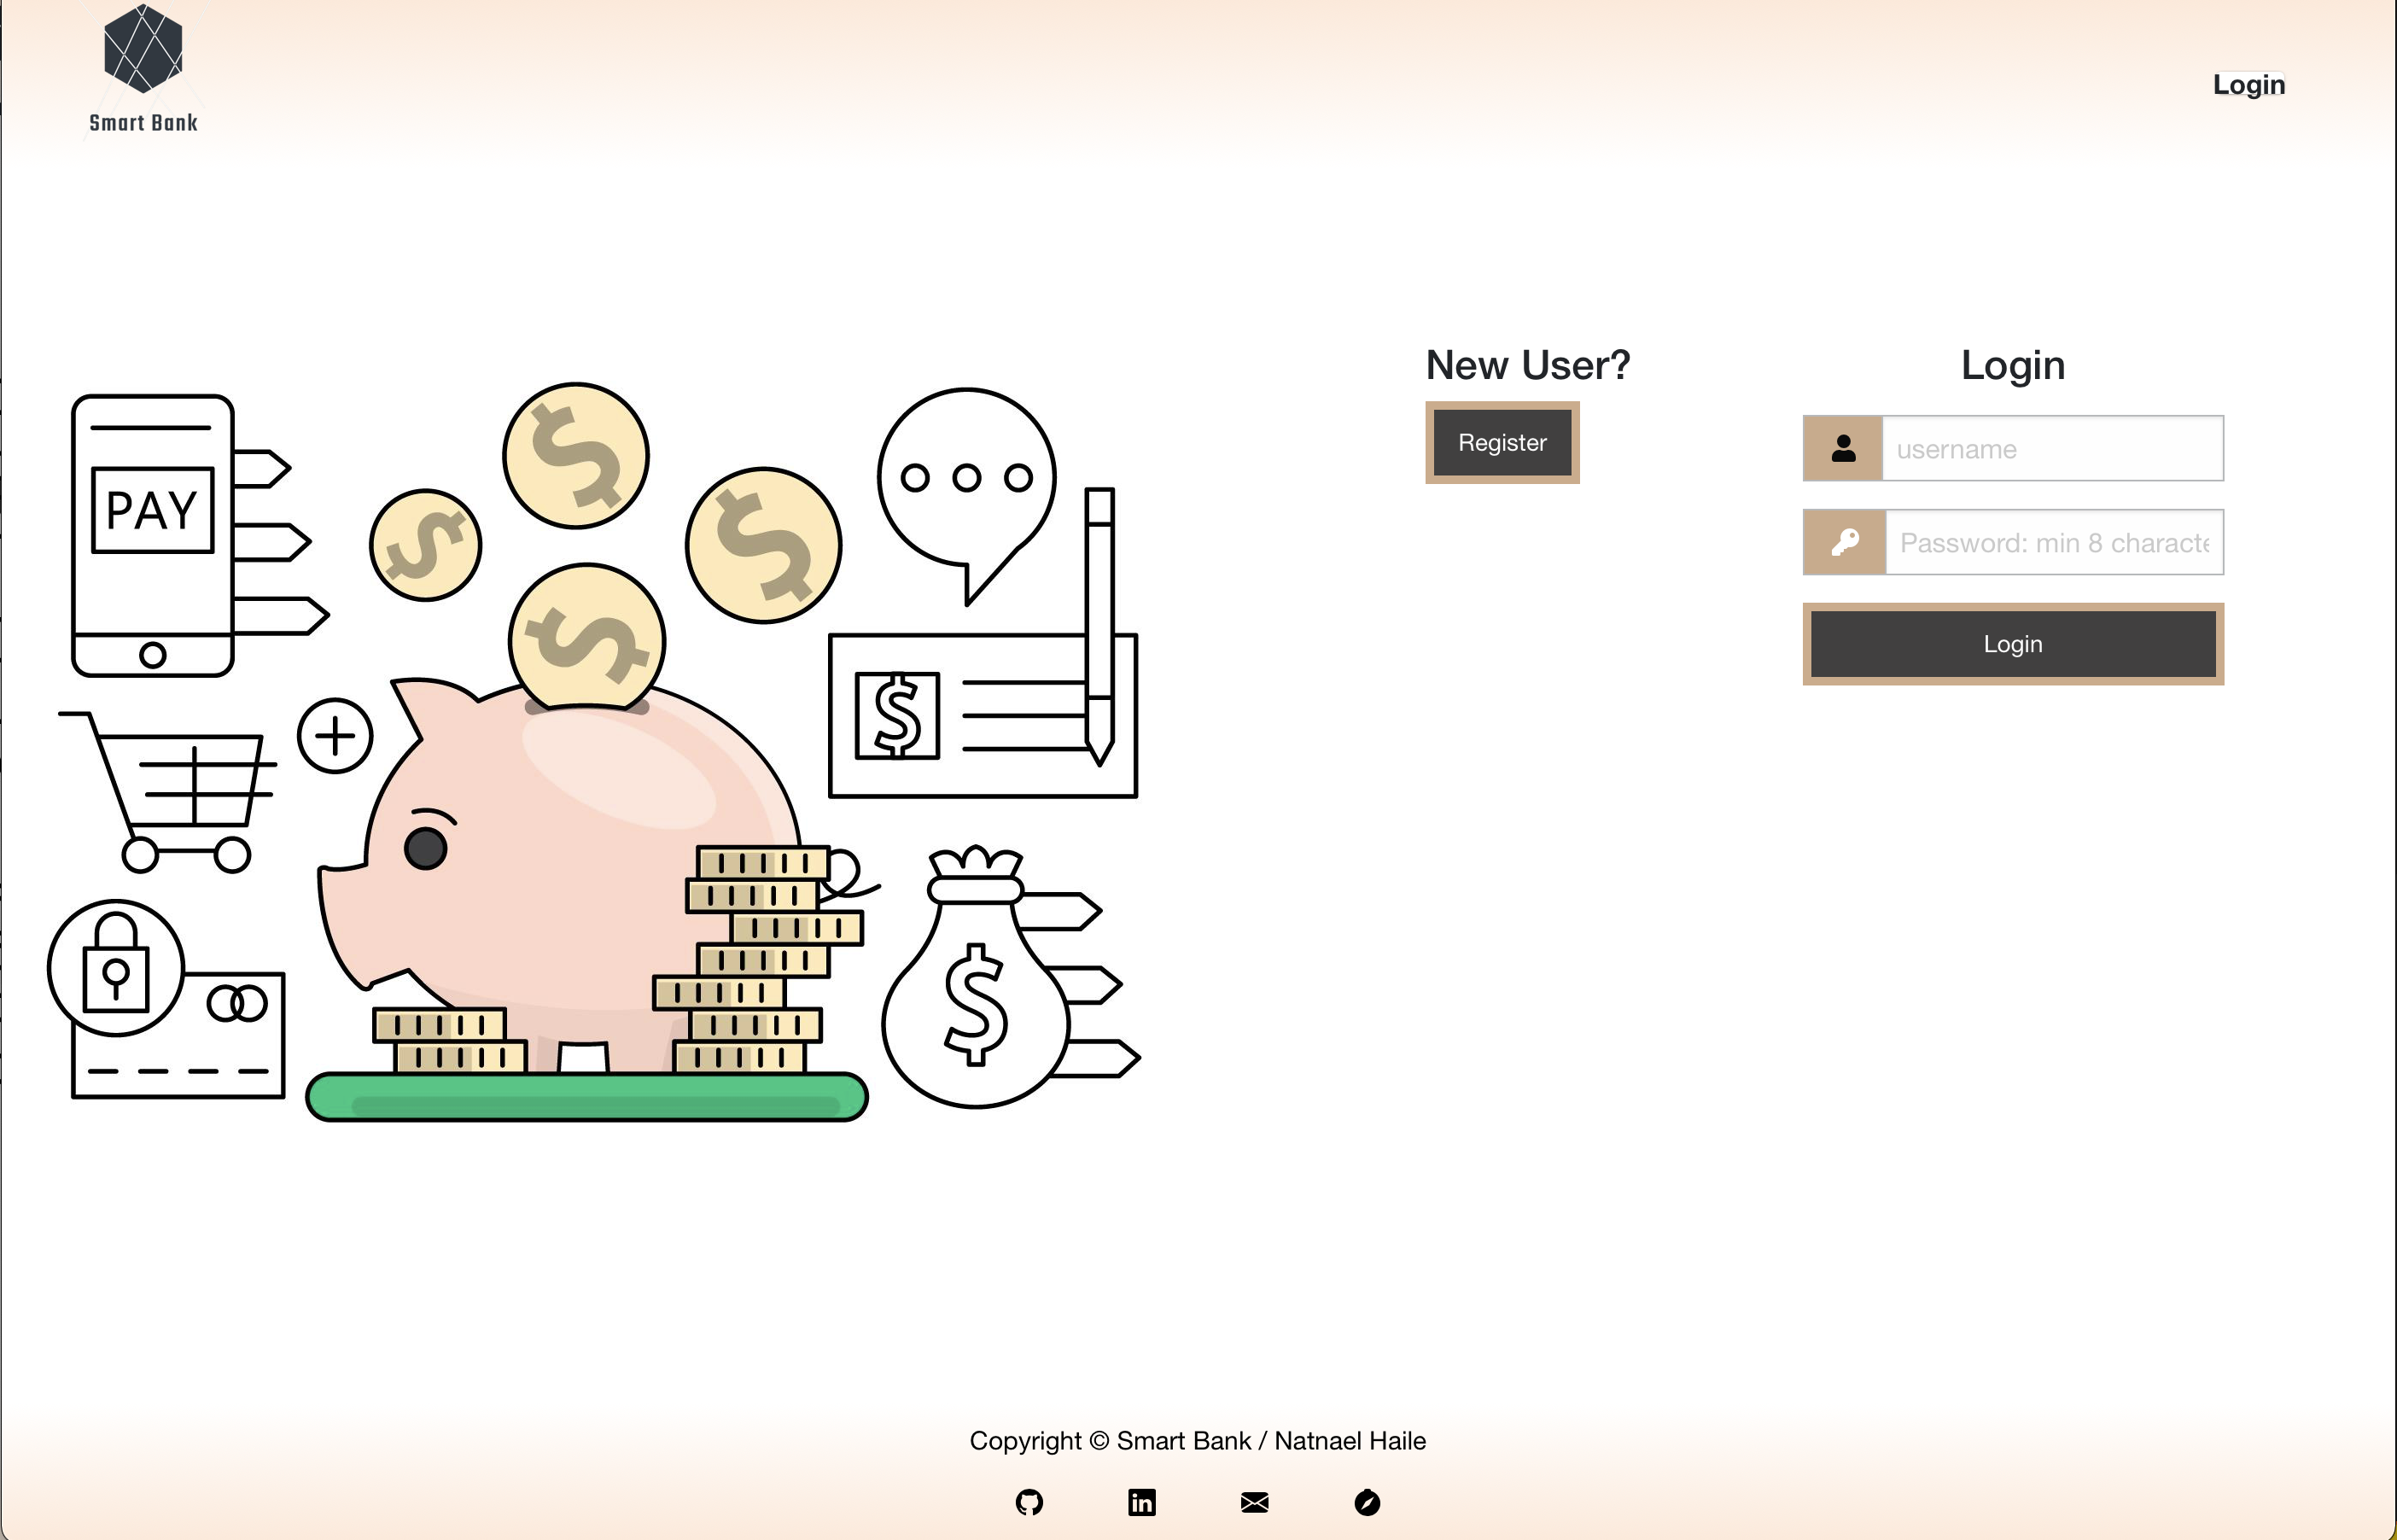 Smart Bank
Login
PAY
$
$
$
$
$
$
New User?
Register
Login
username
Password: min 8 characte
Login
Copyright © Smart Bank / Natnael Haile
in